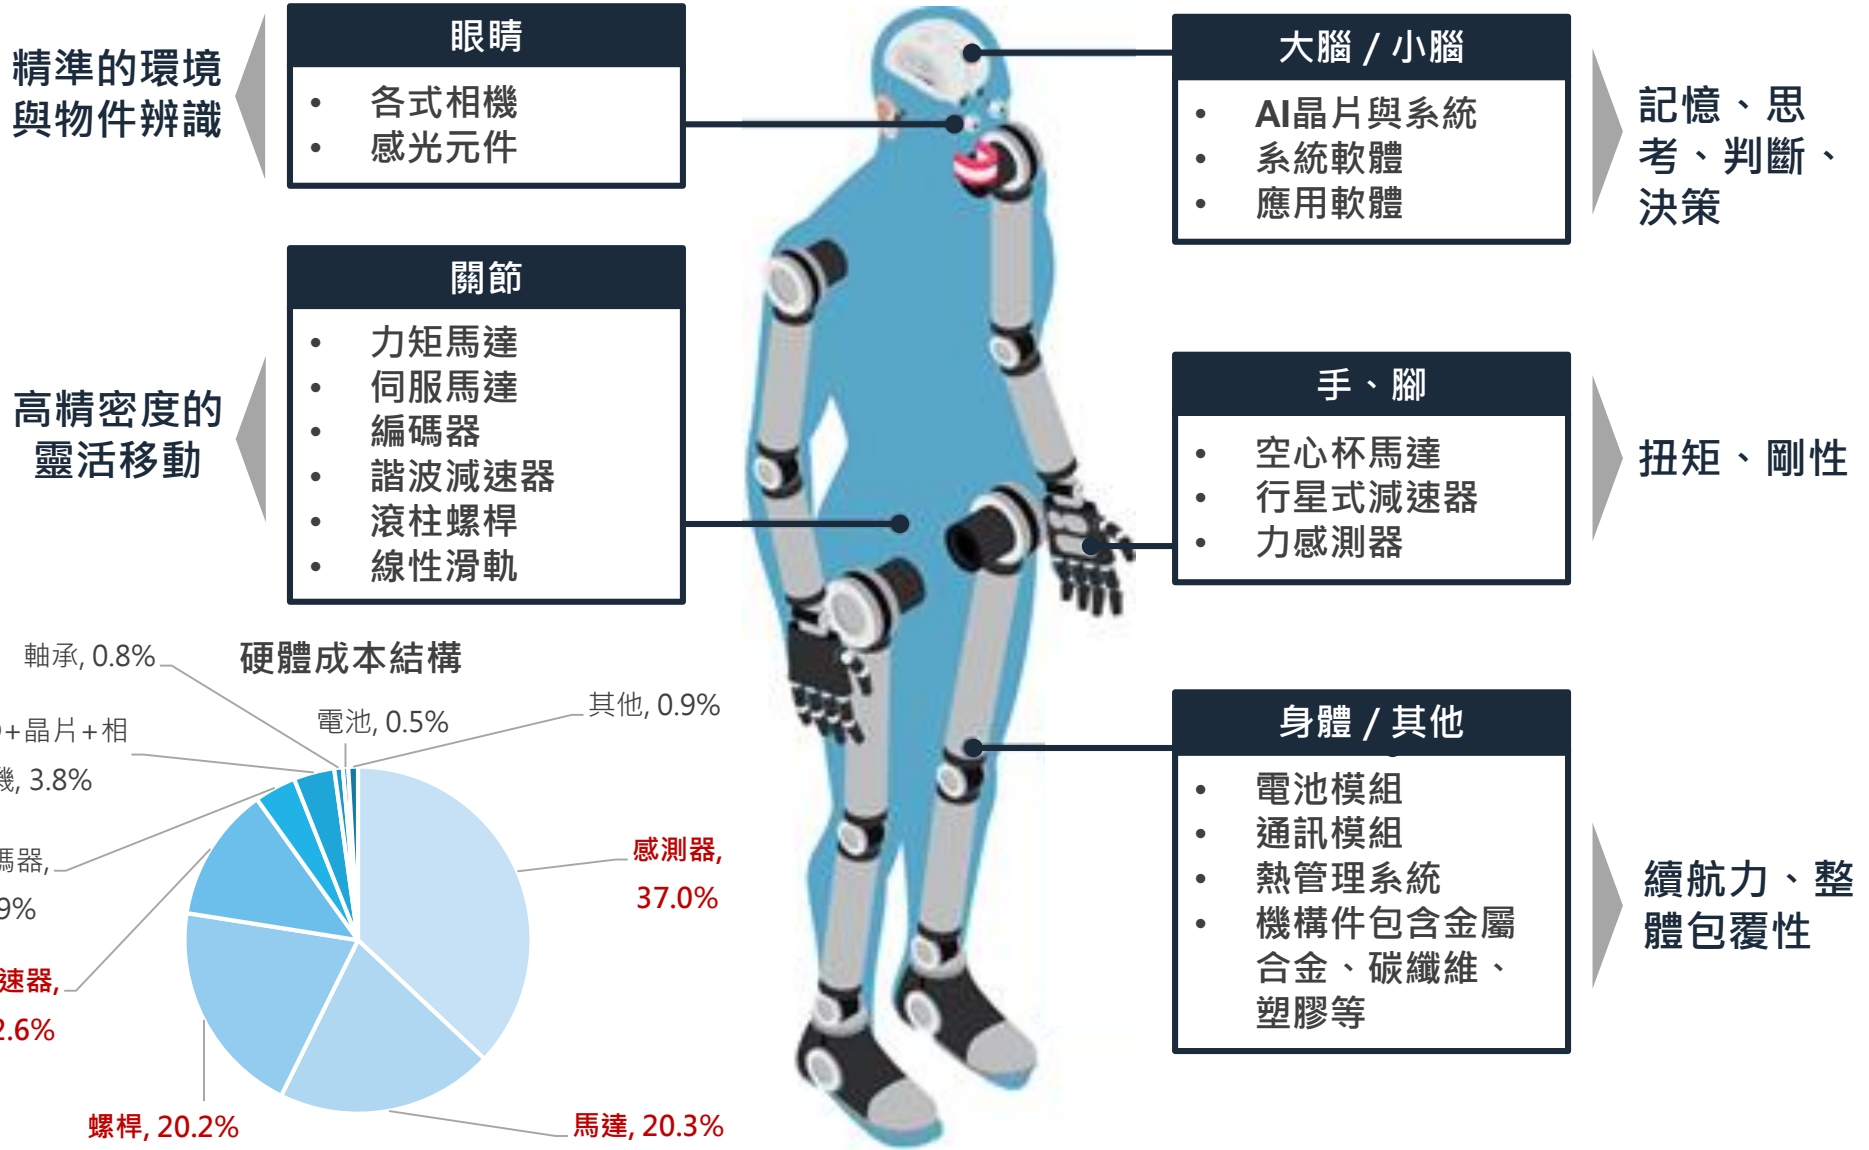 精準的環境
與物件辨識
眼睛
• 各式相機
• 感光元件
大腦 / 小腦
• AI晶片與系統
• 系統軟體
• 應用軟體
記憶、思
考、判斷、
決策
高精密度的
靈活移動
關節
• 力矩馬達
• 伺服馬達
• 編碼器
• 諧波減速器
• 滾柱螺桿
• 線性滑軌
手、腳
• 空心杯馬達
• 行星式減速器
• 力感測器
扭矩、剛性
身體 / 其他
• 電池模組
• 通訊模組
• 熱管理系統
• 機構件包含金屬
合金、碳纖維、
塑膠等
續航力、整
體包覆性
硬體成本結構
軸承, 0.8%
電池, 0.5%
其他, 0.9%
+晶片+相
機, 3.8%
碼器,
9%
速器,
2.6%
螺桿, 20.2%
馬達, 20.3%
感測器,
37.0%